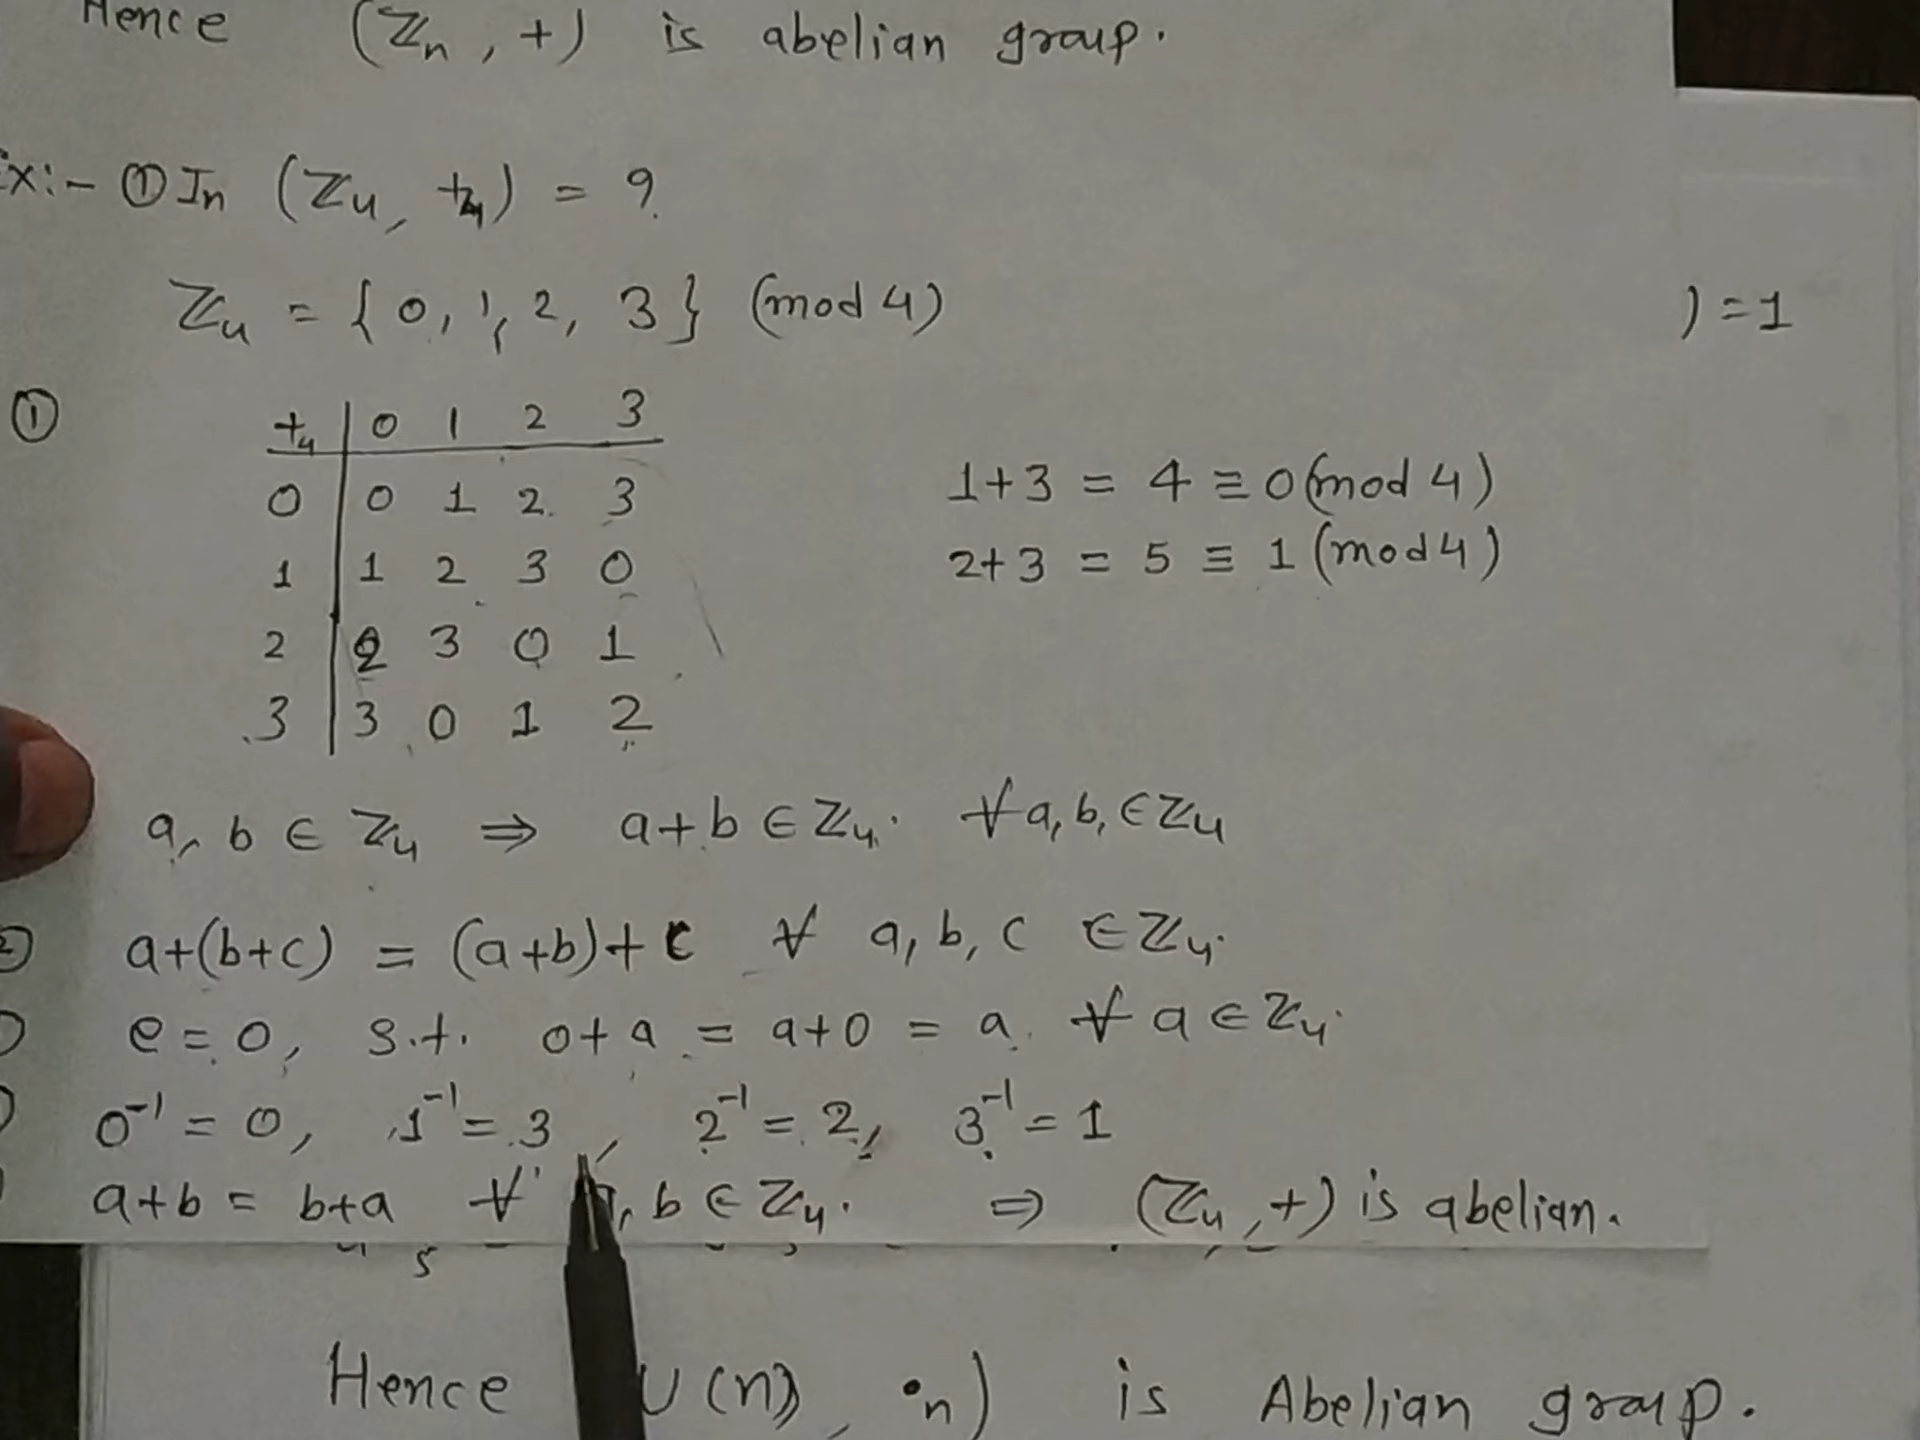 Hence (ℤn, +) is abelian group.
Ex:- ① In (ℤ4, +4) = ?
ℤ4 = {0, 1, 2, 3} (mod 4)
) = 1
①
+4 | 0 1 2 3
0 | 0 1 2 3
1 | 1 2 3 0
2 | 2 3 0 1
3 | 3 0 1 2
1+3 = 4 ≡ 0 (mod 4)
2+3 = 5 ≡ 1 (mod 4)
a, b ∈ ℤ4 ⇒ a+b ∈ ℤ4. ∀ a, b, ∈ ℤ4
② a+(b+c) = (a+b)+c ∀ a, b, c ∈ ℤ4.
e = 0, s.t. 0+a = a+0 = a. ∀ a ∈ ℤ4.
0⁻¹ = 0, 1⁻¹ = 3, 2⁻¹ = 2, 3⁻¹ = 1
a+b = b+a ∀ a, b ∈ ℤ4. ⇒ (ℤ4, +) is abelian.
Hence U(n), •n) is Abelian group.